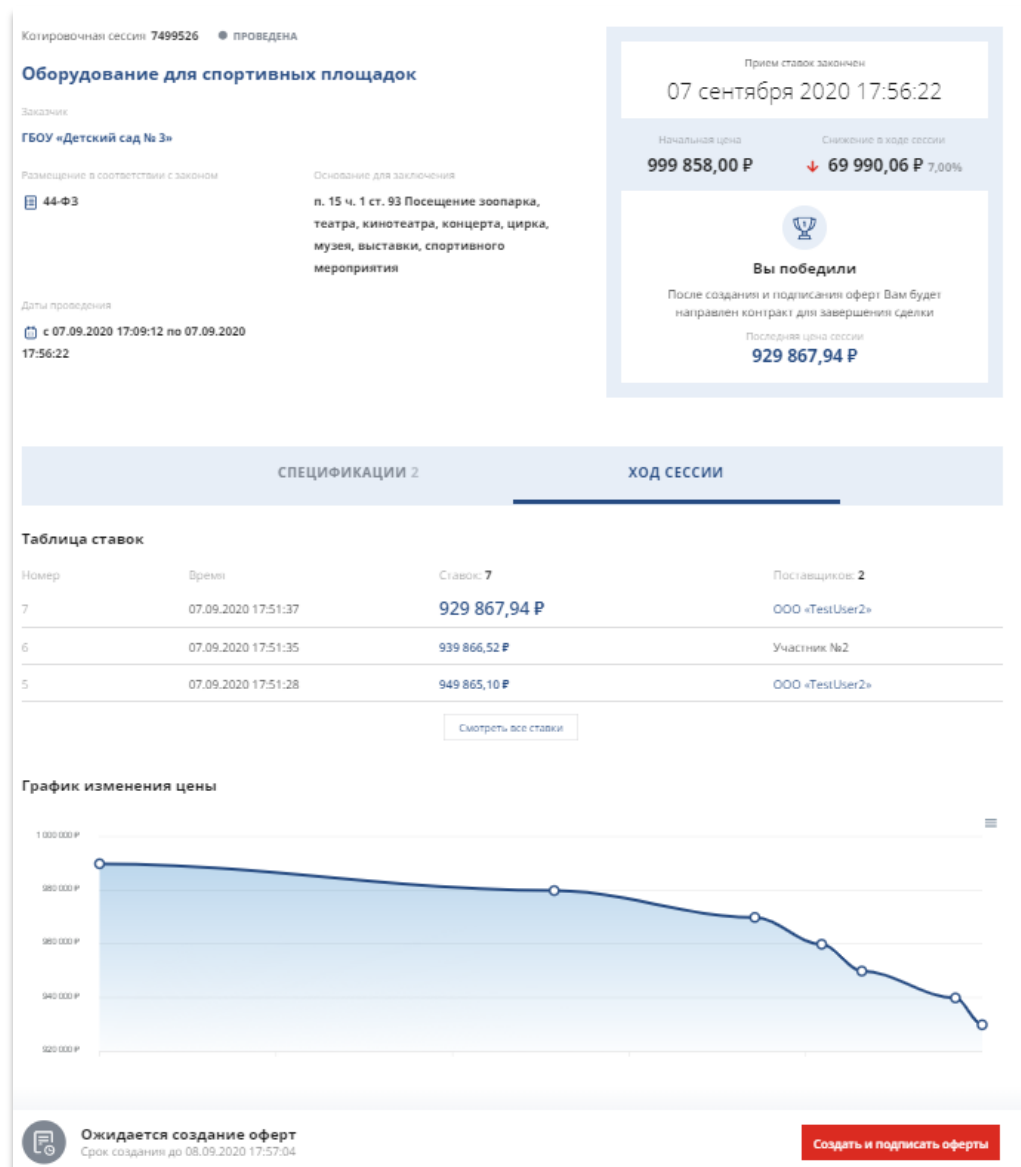 Котировочная сессия 7499526 ПРОВЕДЕНА
Оборудование для спортивных площадок
Заказчик
ГБОУ «Детский сад № 3»
Размещение в соответствии с законом
44-ФЗ
Основание для заключения
п. 15 ч. 1 ст. 93 Посещение зоопарка,
театра, кинотеатра, концерта, цирка,
музея, выставки, спортивного
мероприятия
Даты проведения
с 07.09.2020 17:09:12 по 07.09.2020
17:56:22
Прием ставок закончен
07 сентября 2020 17:56:22
Начальная цена
999 858,00 ₽
Снижение в ходе сессии
69 990,06 ₽ 7,00%
Вы победили
После создания и подписания оферт Вам будет
направлен контракт для завершения сделки
Последняя цена сессии
929 867,94 ₽
СПЕЦИФИКАЦИИ 2 ХОД СЕССИИ
Таблица ставок
Номер Время Ставок: 7 Поставщиков: 2
7 07.09.2020 17:51:37 929 867,94 ₽ ООО «TestUser2»
6 07.09.2020 17:51:35 939 866,52 ₽ Участник №2
5 07.09.2020 17:51:28 949 865,10 ₽ ООО «TestUser2»
Смотреть все ставки
График изменения цены
1 000 000 ₽
980 000 ₽
960 000 ₽
940 000 ₽
920 000 ₽
Ожидается создание оферт
Срок создания до 08.09.2020 17:57:04
Создать и подписать оферты